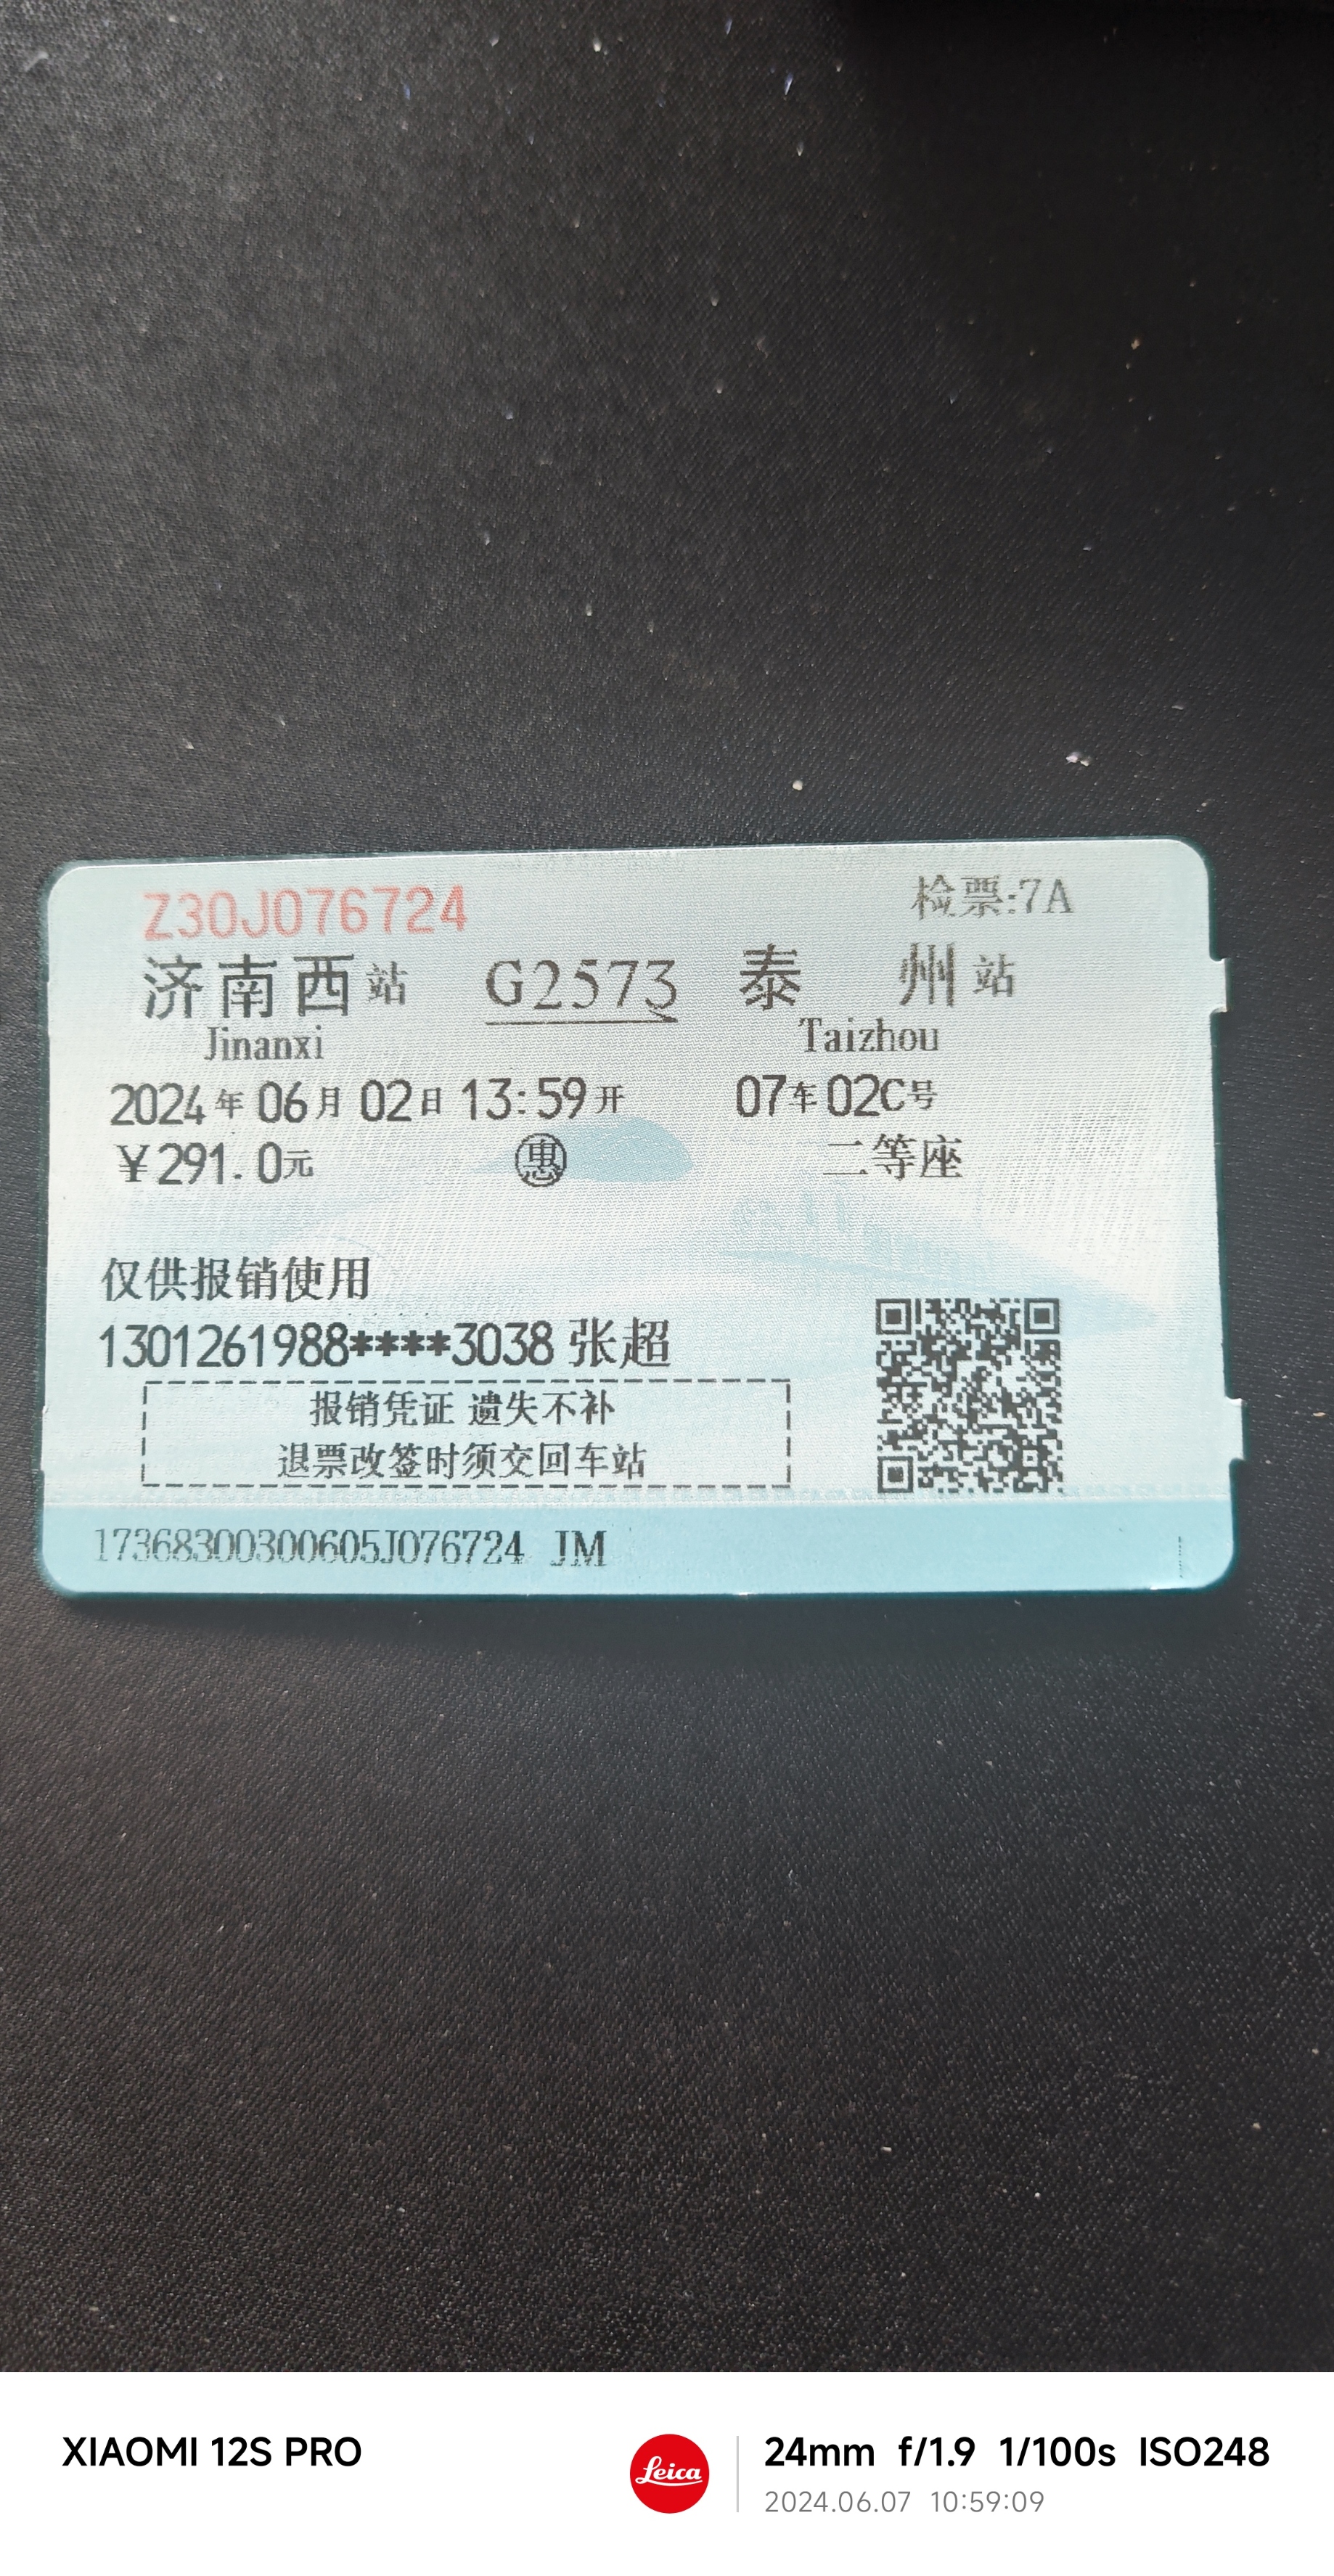 Z30J076724 检票:7A
济南西站 G2573 泰州站
Jinanxi Taizhou
2024年06月02日13:59开 07车02C号
￥291.0元 惠 二等座
仅供报销使用
1301261988****3038 张超
报销凭证 遗失不补
退票改签时须交回车站
17368300300605J076724 JM
XIAOMI 12S PRO Leica 24mm f/1.9 1/100s ISO248
2024.06.07 10:59:09